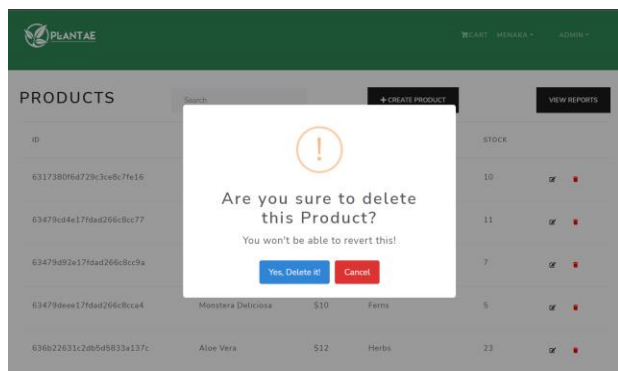 PLANTAE
CART MENAKA ADMIN
PRODUCTS
Search
+ CREATE PRODUCT
VIEW REPORTS
ID
STOCK
!
6317380f6d729c3ce8c7fe16
10
Are you sure to delete
this Product?
63479cd4e17fdad266c8cc77
11
You won't be able to revert this!
63479d92e17fdad266c8cc9a
7
Yes, Delete it!
Cancel
63479deee17fdad266c8cca4 Monstera Deliciosa $10 Ferns 5
636b22631c2db5d5833a137c Aloe Vera $12 Herbs 23